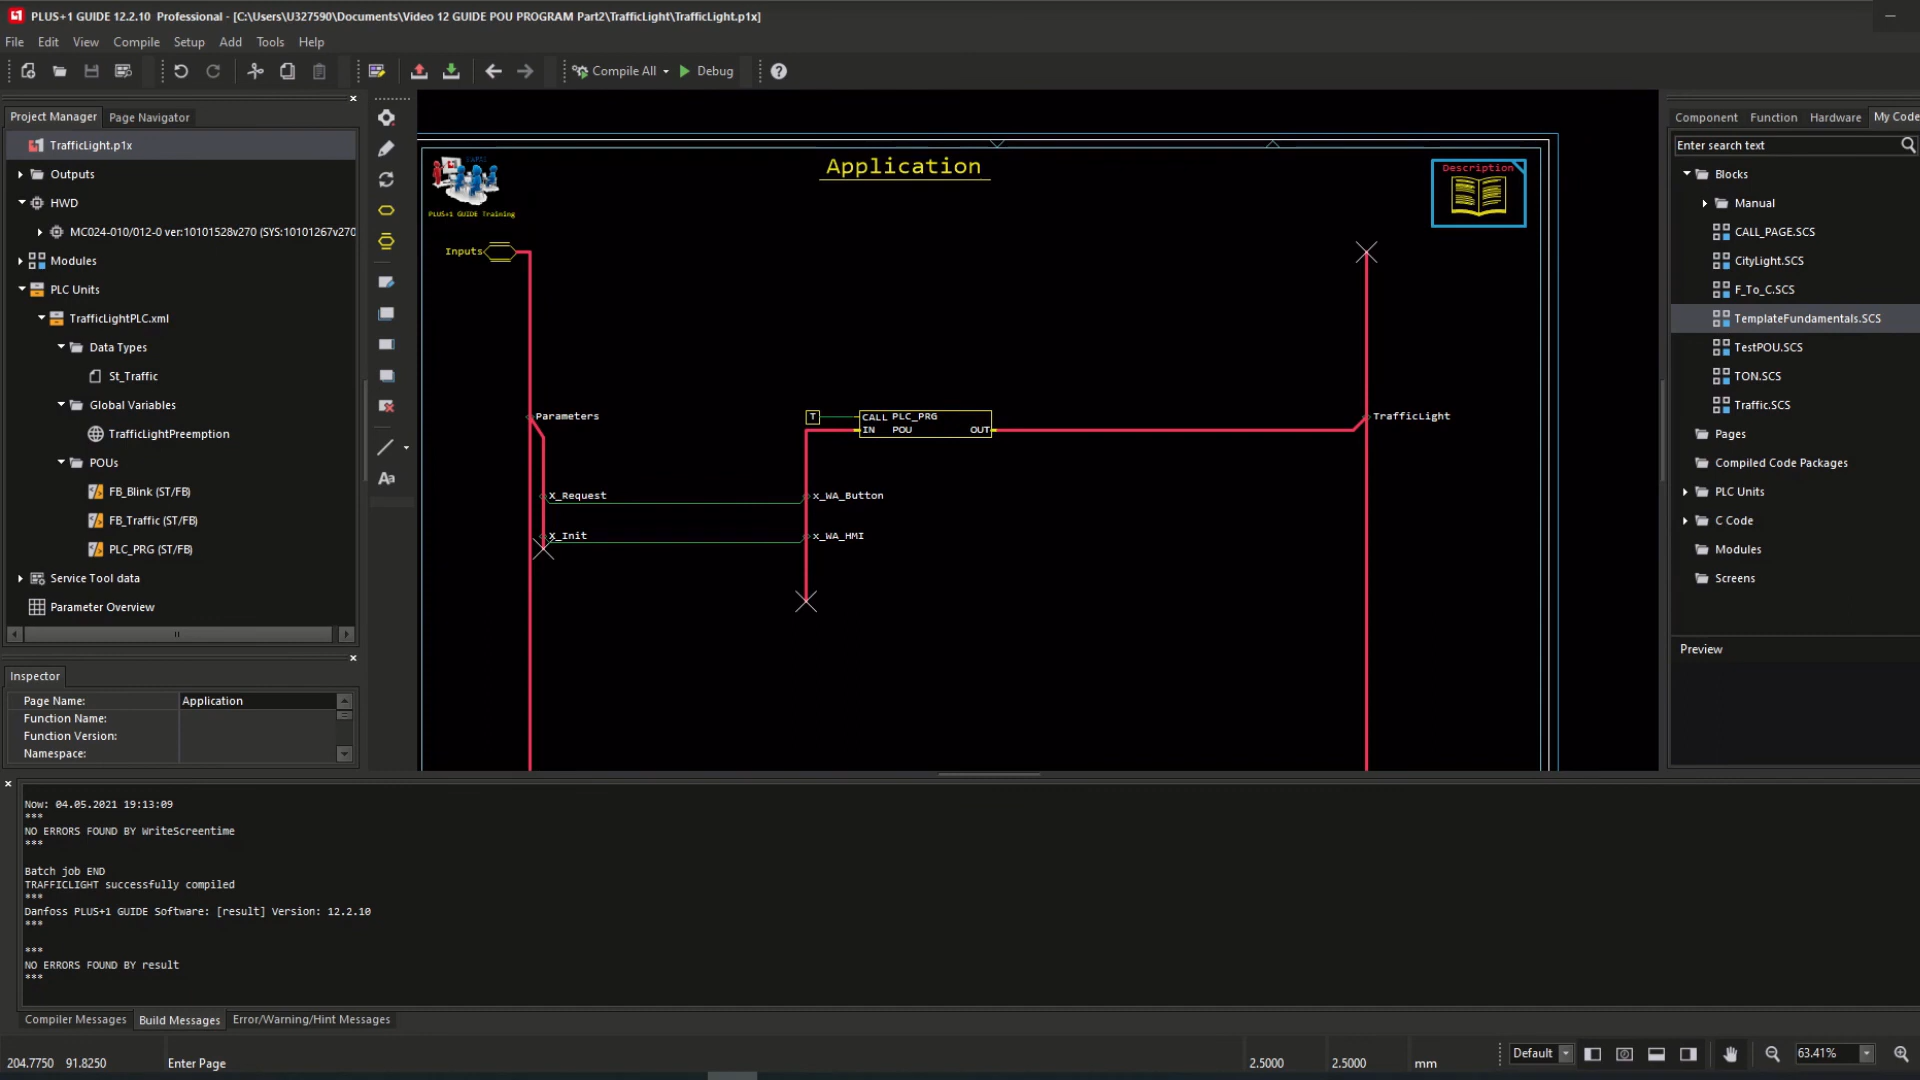 PLUS+1 GUIDE 12.2.10 Professional - [C:\Users\U327590\Documents\Video 12 GUIDE POU PROGRAM Part2\TrafficLight\TrafficLight.p1x]
File Edit View Compile Setup Add Tools Help
Compile All Debug
Project Manager Page Navigator
TrafficLight.p1x
Outputs
HWD
MC024-010/012-0 ver:10101528v270 (SYS:10101267v270
Modules
PLC Units
TrafficLightPLC.xml
Data Types
St_Traffic
Global Variables
TrafficLightPreemption
POUs
FB_Blink (ST/FB)
FB_Traffic (ST/FB)
PLC_PRG (ST/FB)
Service Tool data
Parameter Overview
Inspector
Page Name: Application
Function Name:
Function Version:
Namespace:
Application
PLUS+1 GUIDE Training
Description
Inputs
Parameters
T
CALL PLC_PRG
IN POU OUT
TrafficLight
X_Request
x_WA_Button
X_Init
x_WA_HMI
Component Function Hardware My Code
Enter search text
Blocks
Manual
CALL_PAGE.SCS
CityLight.SCS
F_To_C.SCS
TemplateFundamentals.SCS
TestPOU.SCS
TON.SCS
Traffic.SCS
Pages
Compiled Code Packages
PLC Units
C Code
Modules
Screens
Preview
Now: 04.05.2021 19:13:09
***
NO ERRORS FOUND BY WriteScreentime
***
Batch job END
TRAFFICLIGHT successfully compiled
***
Danfoss PLUS+1 GUIDE Software: [result] Version: 12.2.10
***
***
NO ERRORS FOUND BY result
***
Compiler Messages Build Messages Error/Warning/Hint Messages
204.7750 91.8250 Enter Page 2.5000 2.5000 mm Default 63.41%